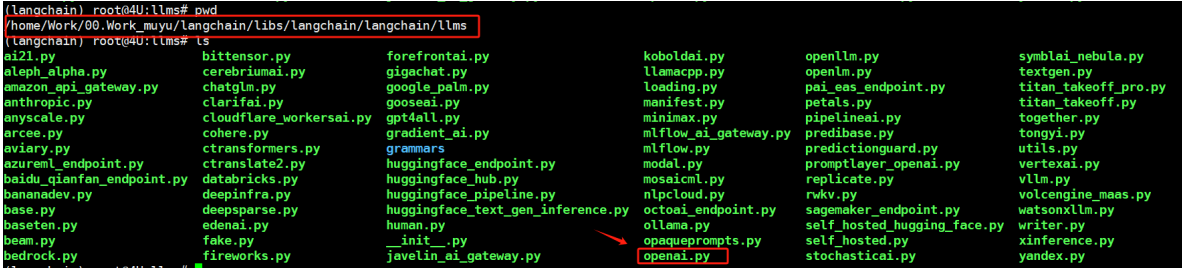 (langchain) root@4U:llms# pwd
/home/Work/00.Work_muyu/langchain/libs/langchain/langchain/llms
(langchain) root@4U:llms# ls
ai21.py bittensor.py forefrontai.py koboldai.py openllm.py symblai_nebula.py
aleph_alpha.py cerebriumai.py gigachat.py llamacpp.py openlm.py textgen.py
amazon_api_gateway.py chatglm.py google_palm.py loading.py pai_eas_endpoint.py titan_takeoff_pro.py
anthropic.py clarifai.py gooseai.py manifest.py petals.py titan_takeoff.py
anyscale.py cloudflare_workersai.py gpt4all.py minimax.py pipelineai.py together.py
arcee.py cohere.py gradient_ai.py mlflow_ai_gateway.py predibase.py tongyi.py
aviary.py ctransformers.py grammars mlflow.py predictionguard.py utils.py
azureml_endpoint.py ctranslate2.py huggingface_endpoint.py modal.py promptlayer_openai.py vertexai.py
baidu_qianfan_endpoint.py databricks.py huggingface_hub.py mosaicml.py replicate.py vllm.py
bananadev.py deepinfra.py huggingface_pipeline.py nlpcloud.py rwkv.py volcengine_maas.py
base.py deepsparse.py huggingface_text_gen_inference.py octoai_endpoint.py sagemaker_endpoint.py watsonxllm.py
baseten.py edenai.py human.py ollama.py self_hosted_hugging_face.py writer.py
beam.py fake.py __init__.py opaqueprompts.py self_hosted.py xinference.py
bedrock.py fireworks.py javelin_ai_gateway.py openai.py stochasticai.py yandex.py
(langchain) root@4U:llms#